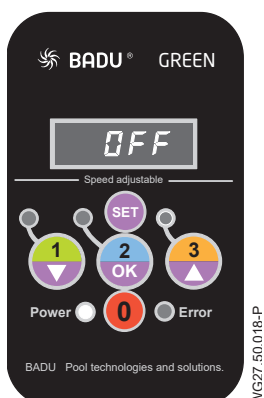 BADU® GREEN
OFF
Speed adjustable
SET
1 2 3
OK
Power 0 Error
BADU Pool technologies and solutions.
WG27.50.018-P